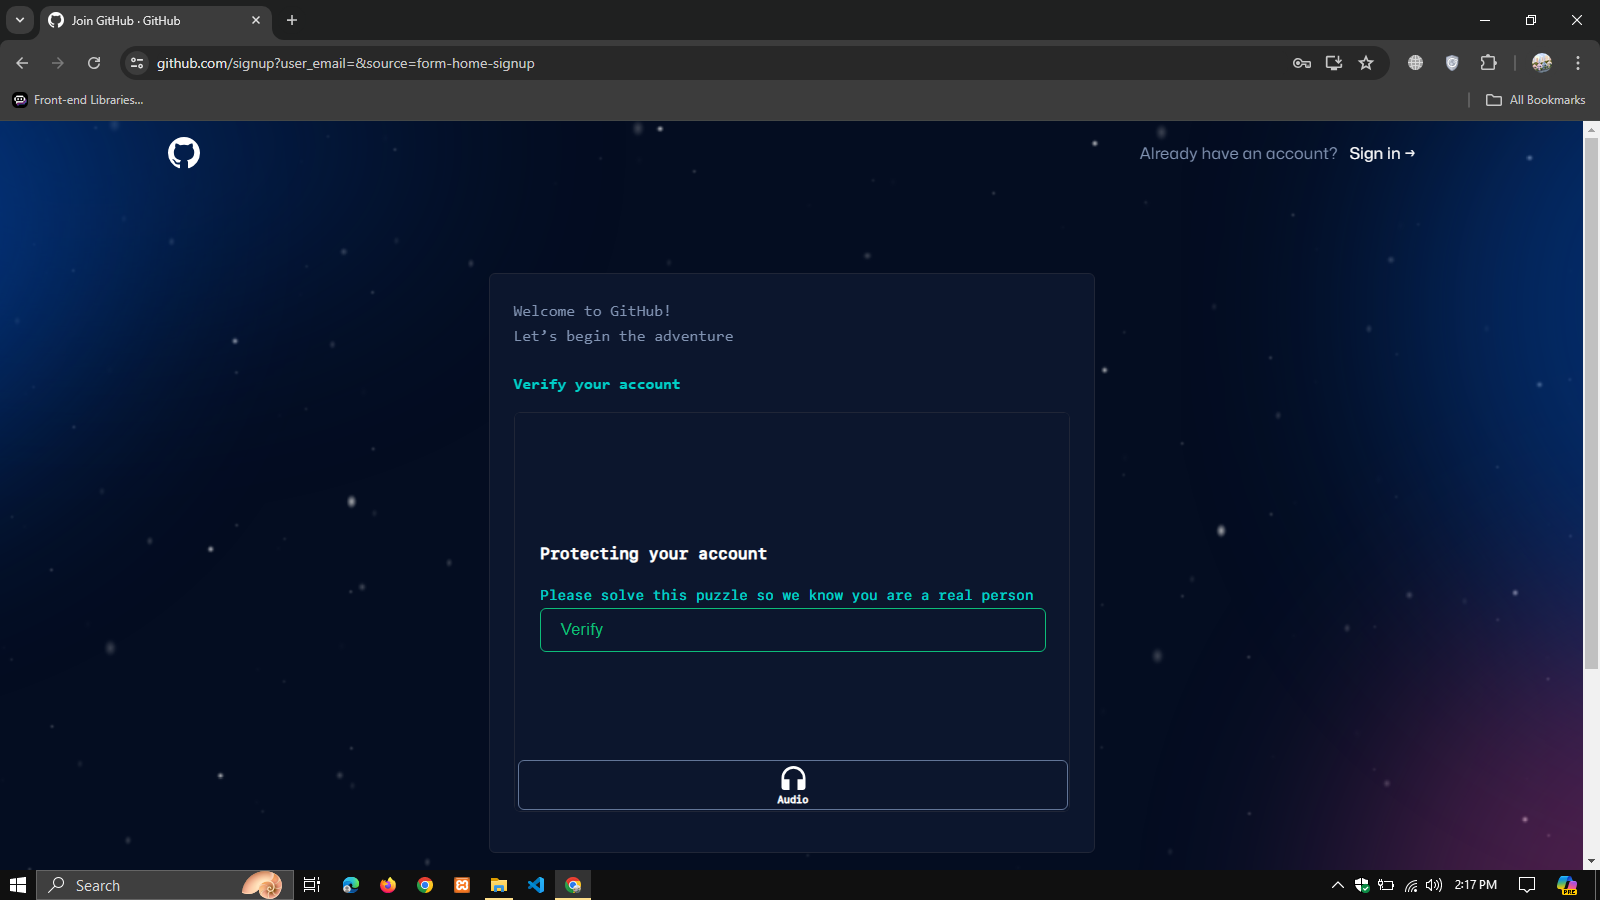 Join GitHub · GitHub
github.com/signup?user_email=&source=form-home-signup
Front-end Libraries...
All Bookmarks
Already have an account? Sign in →
Welcome to GitHub!
Let’s begin the adventure
Verify your account
Protecting your account
Please solve this puzzle so we know you are a real person
Verify
Audio
Search
2:17 PM
PRE